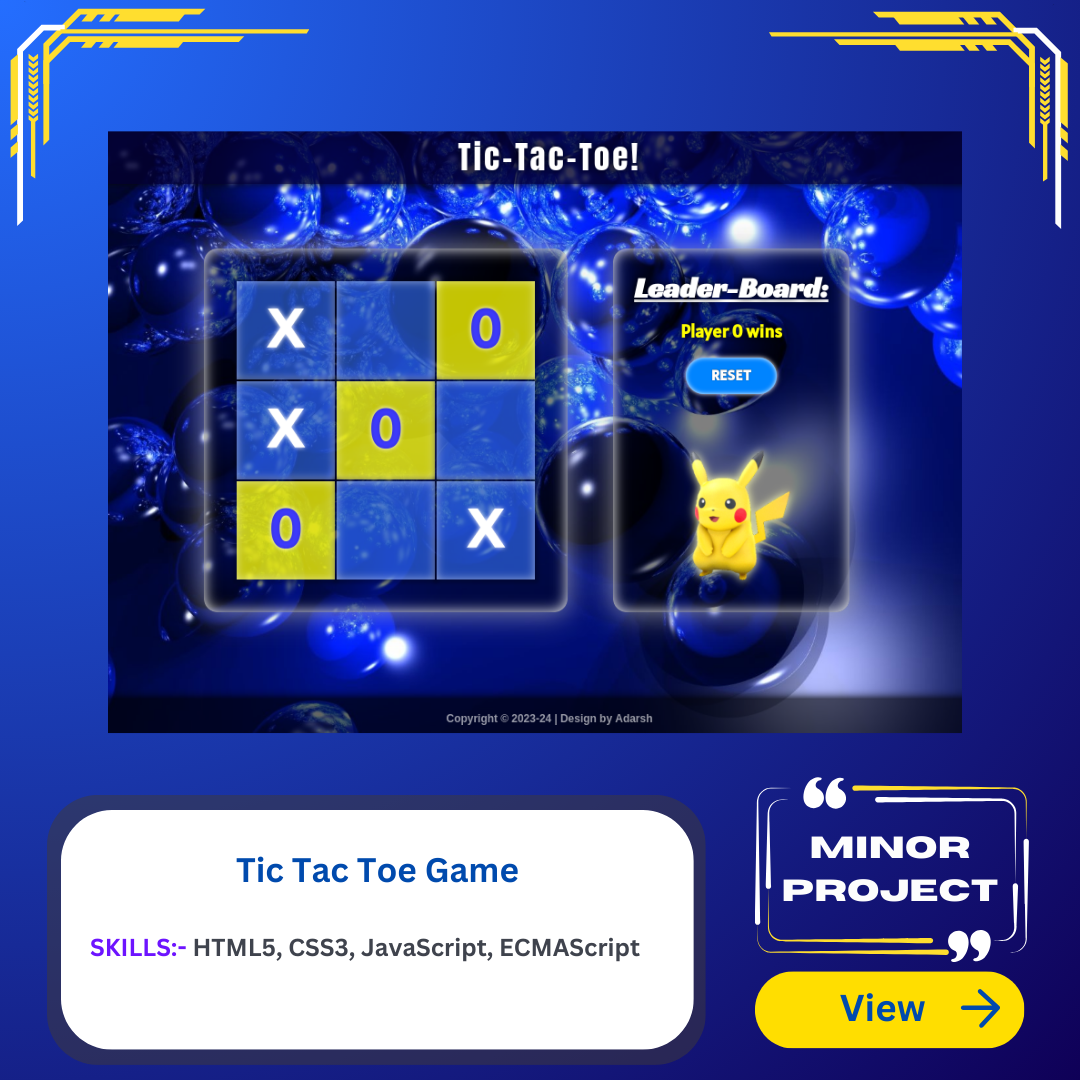 Tic-Tac-Toe!
X 0
X 0
0 X
Leader-Board:
Player 0 wins
RESET
Copyright © 2023-24 | Design by Adarsh
Tic Tac Toe Game
SKILLS:- HTML5, CSS3, JavaScript, ECMAScript
“
MINOR
PROJECT
”
View